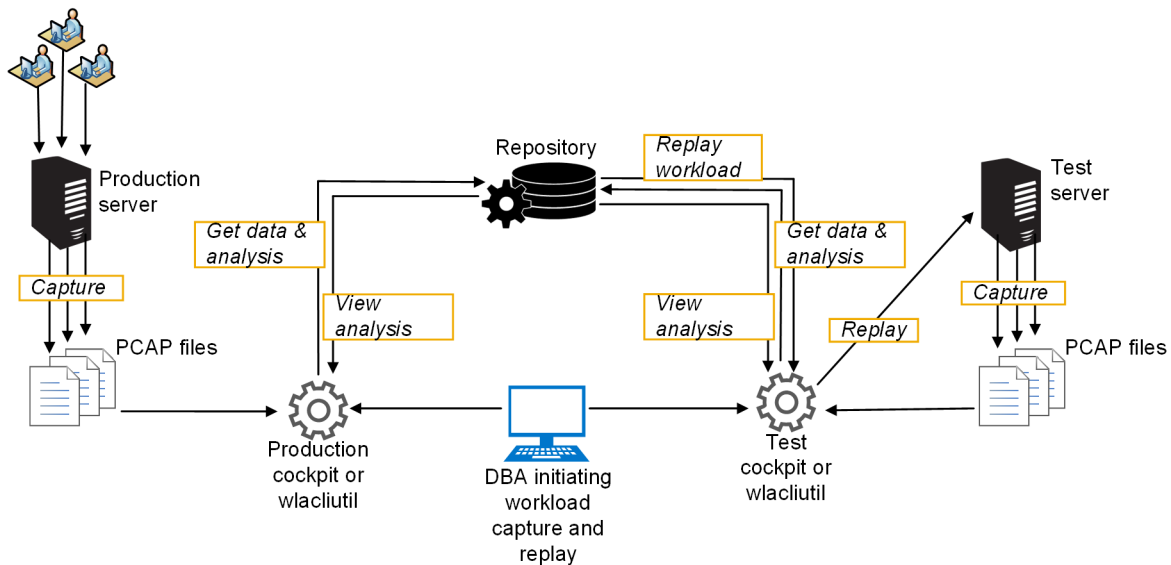 Repository
Replay
workload
Production
server
Test
server
Get data &
analysis
Get data &
analysis
Capture
View
analysis
View
analysis
Replay
Capture
PCAP files
PCAP files
Production
cockpit or
wlacliutil
DBA initiating
workload
capture and
replay
Test
cockpit or
wlacliutil